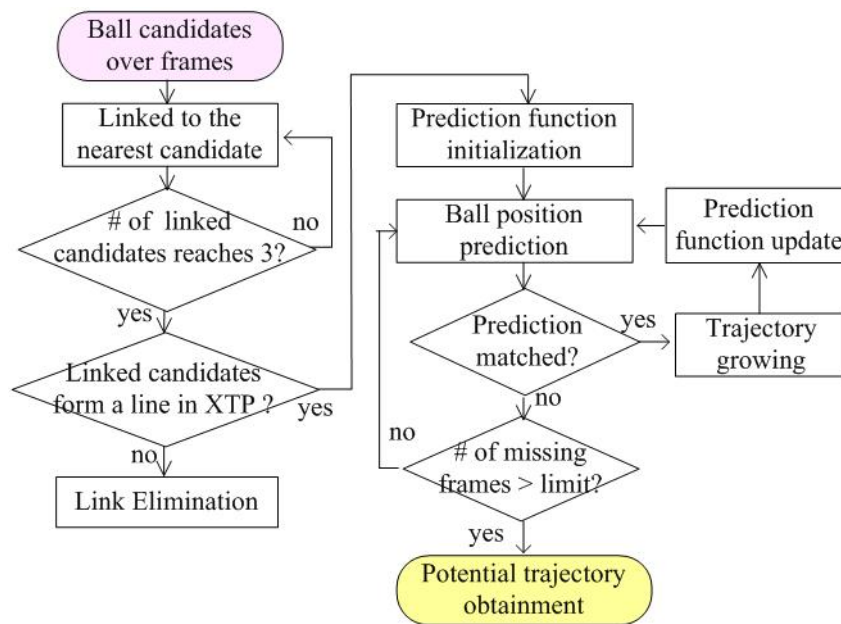 Ball candidates
over frames
Linked to the
nearest candidate
# of linked
candidates reaches 3?
no
yes
Linked candidates
form a line in XTP ?
yes
no
Link Elimination
Prediction function
initialization
Ball position
prediction
Prediction
function update
Prediction
matched?
yes
Trajectory
growing
no
# of missing
frames > limit?
no
yes
Potential trajectory
obtainment